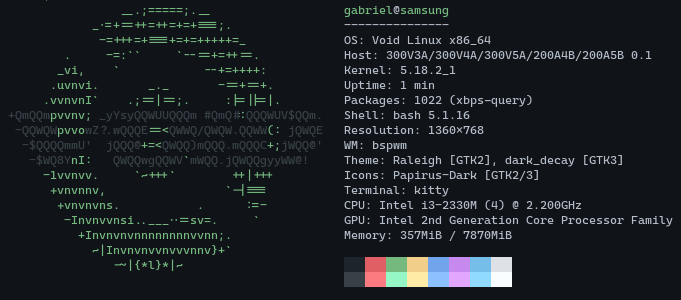 gabriel@samsung
---------------
OS: Void Linux x86_64
Host: 300V3A/300V4A/300V5A/200A4B/200A5B 0.1
Kernel: 5.18.2_1
Uptime: 1 min
Packages: 1022 (xbps-query)
Shell: bash 5.1.16
Resolution: 1360×768
WM: bspwm
Theme: Raleigh [GTK2], dark_decay [GTK3]
Icons: Papirus-Dark [GTK2/3]
Terminal: kitty
CPU: Intel i3-2330M (4) @ 2.200GHz
GPU: Intel 2nd Generation Core Processor Family
Memory: 357MiB / 7870MiB